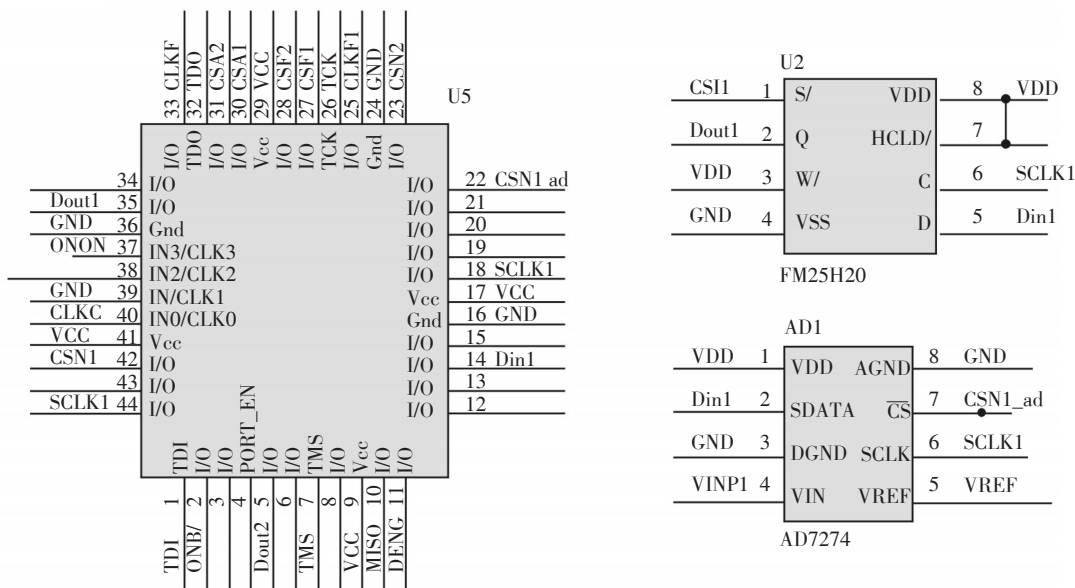 33 CLKF
32 TDO
31 CSA2
30 CSA1
29 VCC
28 CSF2
27 CSF1
26 TCK
25 CLKF1
24 GND
23 CSN2
U5
I/O
TDO
I/O
I/O
Vcc
I/O
I/O
TCK
I/O
Gnd
I/O
34 I/O
Dout1 35 I/O
GND 36 Gnd
ONON 37 IN3/CLK3
38 IN2/CLK2
GND 39 IN/CLK1
CLKC 40 IN0/CLK0
VCC 41 Vcc
CSN1 42 I/O
43 I/O
SCLK1 44 I/O
I/O 22 CSN1 ad
I/O 21
I/O 20
I/O 19
I/O 18 SCLK1
Vcc 17 VCC
Gnd 16 GND
I/O 15
I/O 14 Din1
I/O 13
I/O 12
TDI
I/O
I/O
PORT_EN
I/O
I/O
TMS
I/O
Vcc
I/O
I/O
TDI 1
ONB/ 2
3
4
Dout2 5
6
TMS 7
8
VCC 9
MISO 10
DENG 11
U2
CSI1 1 S/ VDD 8 VDD
Dout1 2 Q HCLD/ 7
VDD 3 W/ C 6 SCLK1
GND 4 VSS D 5 Din1
FM25H20
AD1
VDD 1 VDD AGND 8 GND
Din1 2 SDATA CS 7 CSN1_ad
GND 3 DGND SCLK 6 SCLK1
VINP1 4 VIN VREF 5 VREF
AD7274